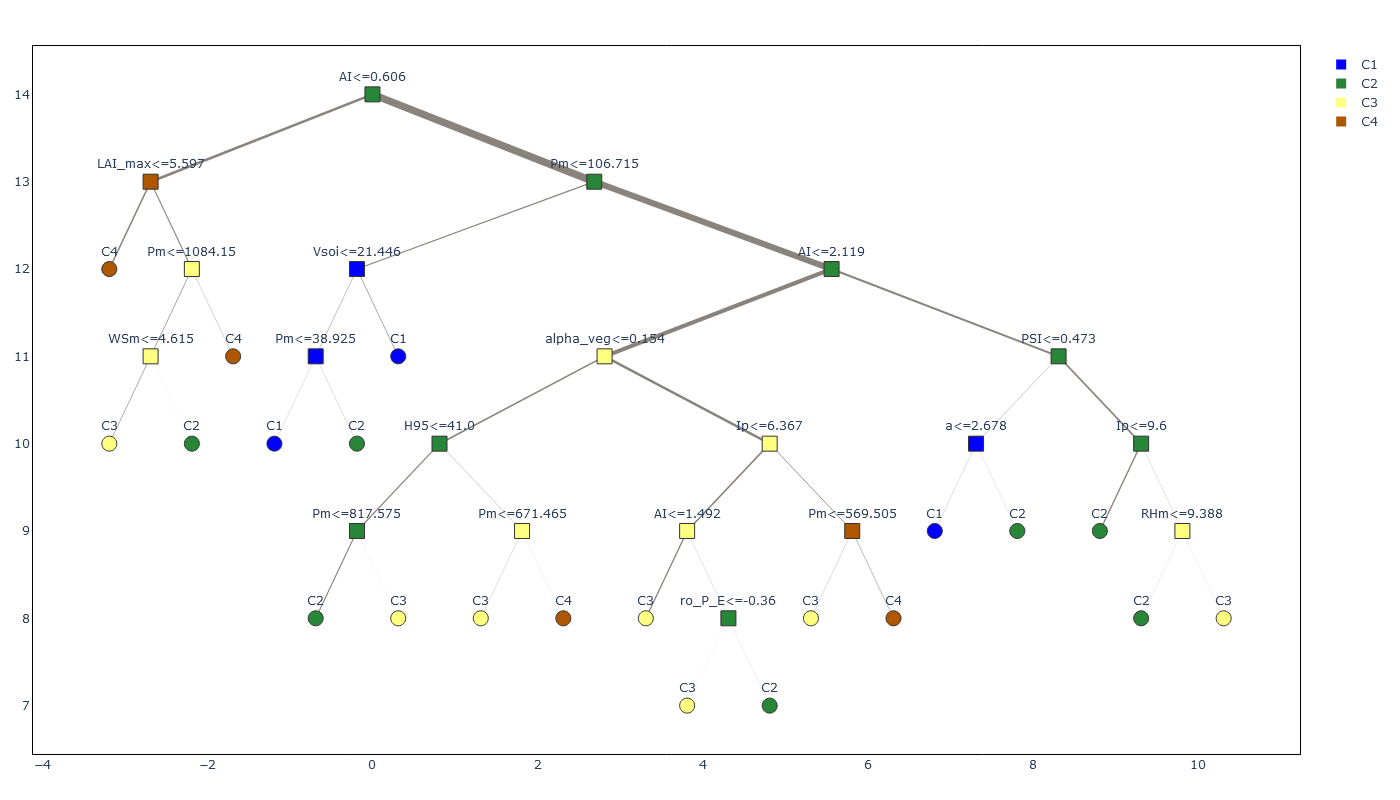 C1
C2
C3
C4
14
AI<=0.606
13
LAI_max<=5.597
Pm<=106.715
12
C4
Pm<=1084.15
Vsoi<=21.446
AI<=2.119
11
WSm<=4.615
C4
Pm<=38.925
C1
alpha_veg<=0.154
PSI<=0.473
10
C3
C2
C1
C2
H95<=41.0
Ip<=6.367
a<=2.678
Ip<=9.6
9
Pm<=817.575
Pm<=671.465
AI<=1.492
Pm<=569.505
C1
C2
C2
RHm<=9.388
8
C2
C3
C3
C4
C3
ro_P_E<=-0.36
C3
C4
C2
C3
7
C3
C2
−4
−2
0
2
4
6
8
10